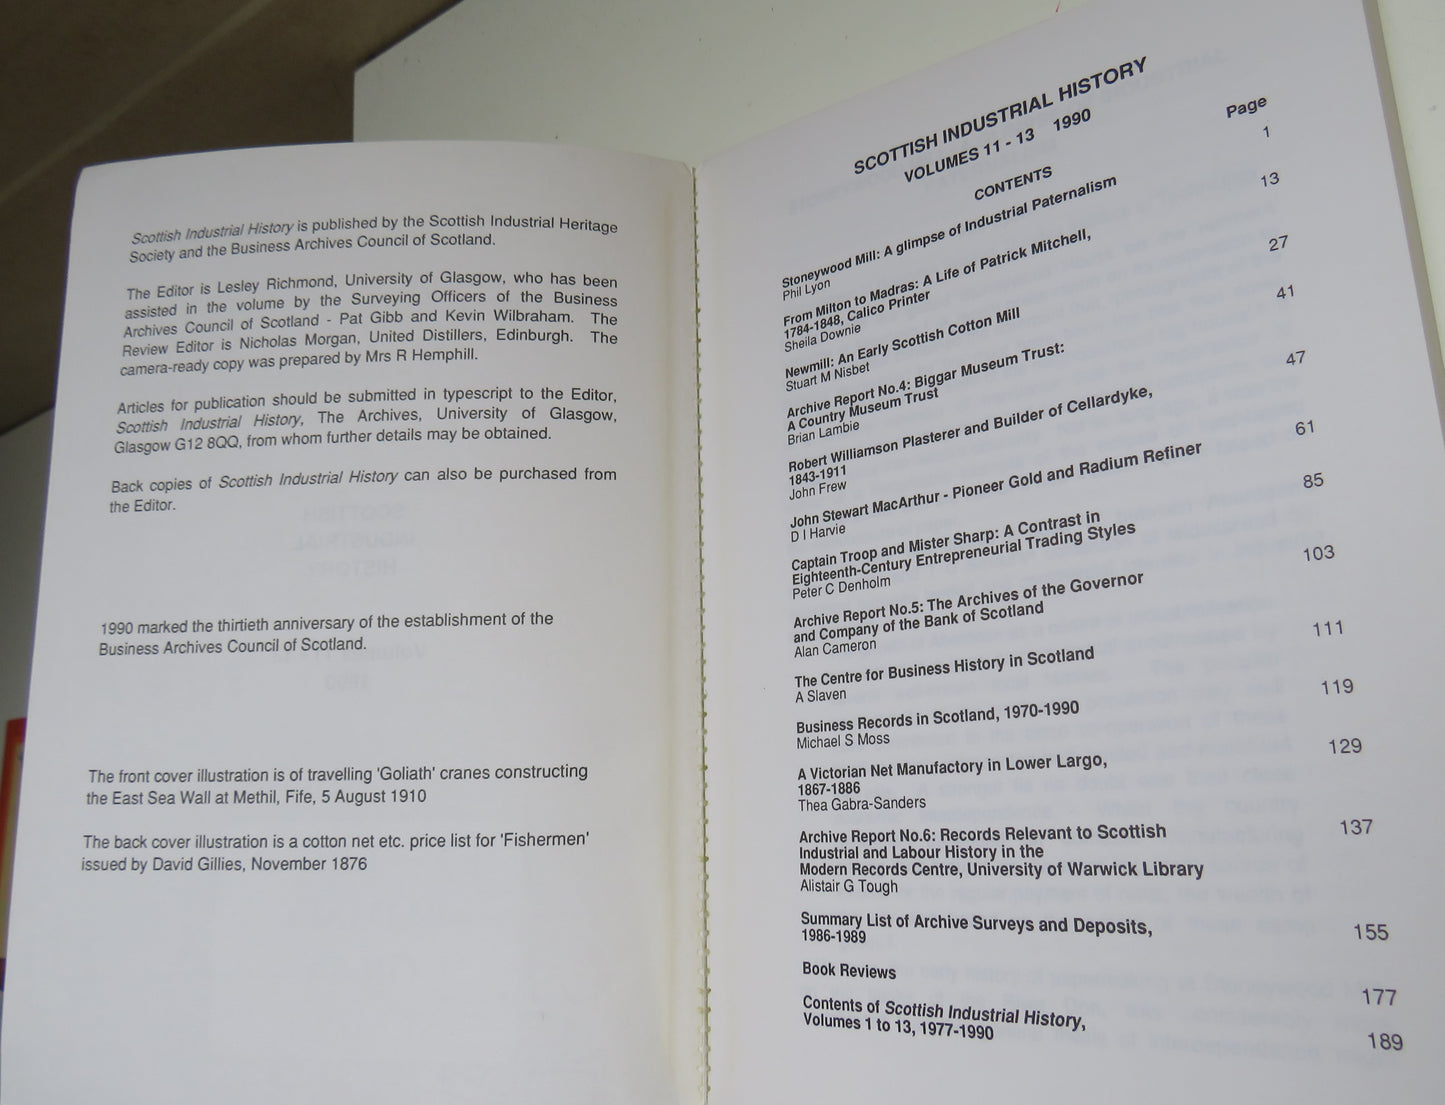 Scottish Industrial History is published by the Scottish Industrial Heritage
Society and the Business Archives Council of Scotland.
The Editor is Lesley Richmond, University of Glasgow, who has been
assisted in the volume by the Surveying Officers of the Business
Archives Council of Scotland - Pat Gibb and Kevin Wilbraham. The
Review Editor is Nicholas Morgan, United Distillers, Edinburgh. The
camera-ready copy was prepared by Mrs R Hemphill.
Articles for publication should be submitted in typescript to the Editor,
Scottish Industrial History, The Archives, University of Glasgow,
Glasgow G12 8QQ, from whom further details may be obtained.
Back copies of Scottish Industrial History can also be purchased from
the Editor.
1990 marked the thirtieth anniversary of the establishment of the
Business Archives Council of Scotland.
The front cover illustration is of travelling 'Goliath' cranes constructing
the East Sea Wall at Methil, Fife, 5 August 1910
The back cover illustration is a cotton net etc. price list for 'Fishermen'
issued by David Gillies, November 1876
SCOTTISH INDUSTRIAL HISTORY
VOLUMES 11 - 13 1990
CONTENTS
Page
Stoneywood Mill: A glimpse of Industrial Paternalism 1
Phil Lyon
From Milton to Madras: A Life of Patrick Mitchell, 13
1784-1848, Calico Printer
Sheila Downie
Newmill: An Early Scottish Cotton Mill 27
Stuart M Nisbet
Archive Report No.4: Biggar Museum Trust: 41
A Country Museum Trust
Brian Lambie
Robert Williamson Plasterer and Builder of Cellardyke, 47
1843-1911
John Frew
John Stewart MacArthur - Pioneer Gold and Radium Refiner 61
D I Harvie
Captain Troop and Mister Sharp: A Contrast in 85
Eighteenth-Century Entrepreneurial Trading Styles
Peter C Denholm
Archive Report No.5: The Archives of the Governor 103
and Company of the Bank of Scotland
Alan Cameron
The Centre for Business History in Scotland 111
A Slaven
Business Records in Scotland, 1970-1990 119
Michael S Moss
A Victorian Net Manufactory in Lower Largo, 129
1867-1886
Thea Gabra-Sanders
Archive Report No.6: Records Relevant to Scottish 137
Industrial and Labour History in the
Modern Records Centre, University of Warwick Library
Alistair G Tough
Summary List of Archive Surveys and Deposits, 155
1986-1989
Book Reviews 177
Contents of Scottish Industrial History, 189
Volumes 1 to 13, 1977-1990